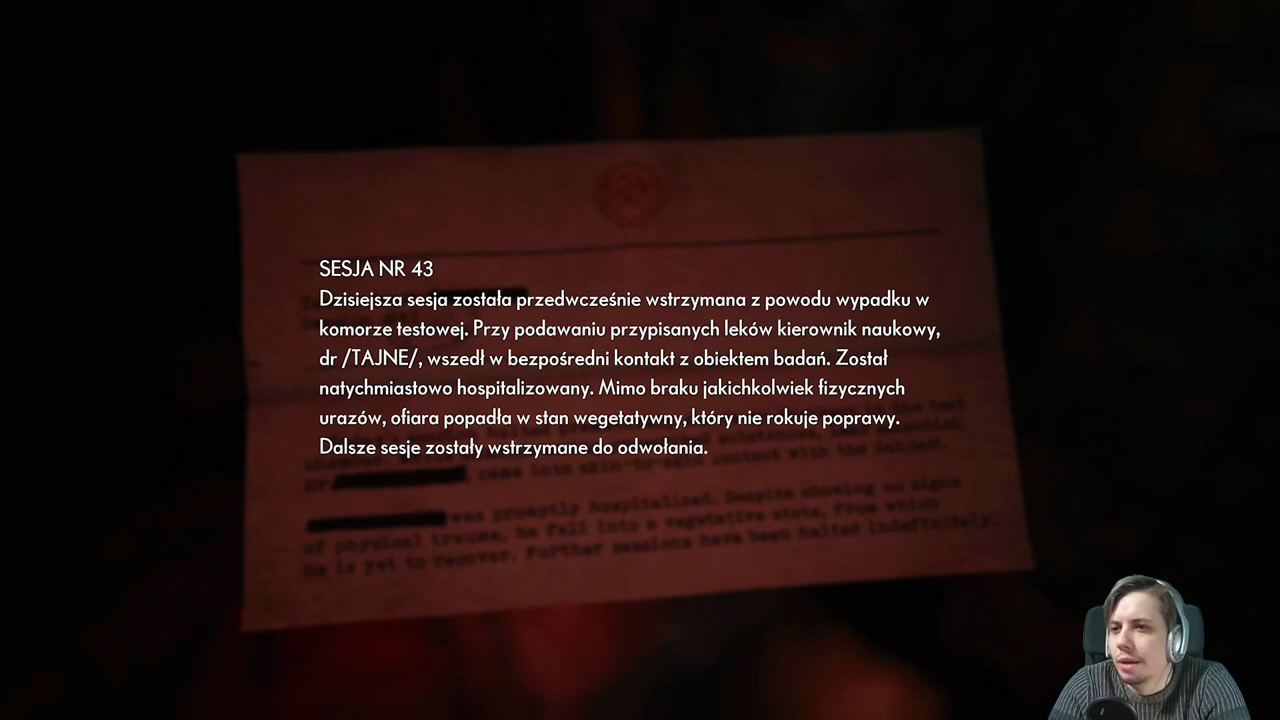 SESJA NR 43
Dzisiejsza sesja została przedwcześnie wstrzymana z powodu wypadku w
komorze testowej. Przy podawaniu przypisanych leków kierownik naukowy,
dr /TAJNE/, wszedł w bezpośredni kontakt z obiektem badań. Został
natychmiastowo hospitalizowany. Mimo braku jakichkolwiek fizycznych
urazów, ofiara popadła w stan wegetatywny, który nie rokuje poprawy.
Dalsze sesje zostały wstrzymane do odwołania.
Dr came into skin-to-skin contact with the Subject.
was promptly hospitalized. Despite showing no signs
of physical trauma, he fell into a vegetative state, from which
he is yet to recover. Further sessions have been halted indefinitely.